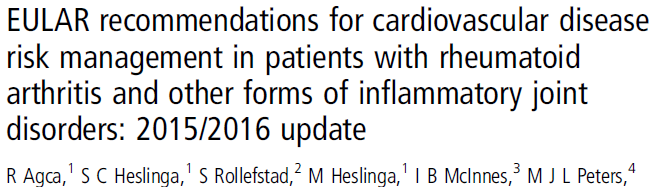 EULAR recommendations for cardiovascular disease
risk management in patients with rheumatoid
arthritis and other forms of inflammatory joint
disorders: 2015/2016 update
R Agca,¹ S C Heslinga,¹ S Rollefstad,² M Heslinga,¹ I B McInnes,³ M J L Peters,⁴